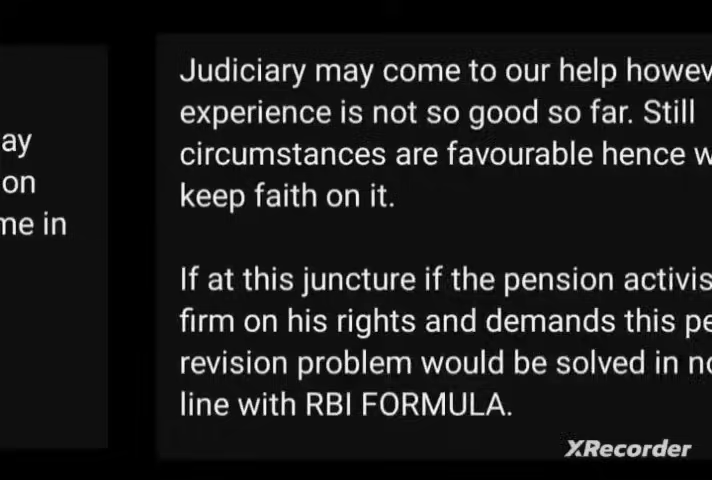 ay
on
me in
Judiciary may come to our help howev
experience is not so good so far. Still
circumstances are favourable hence w
keep faith on it.
If at this juncture if the pension activis
firm on his rights and demands this pe
revision problem would be solved in no
line with RBI FORMULA.
XRecorder